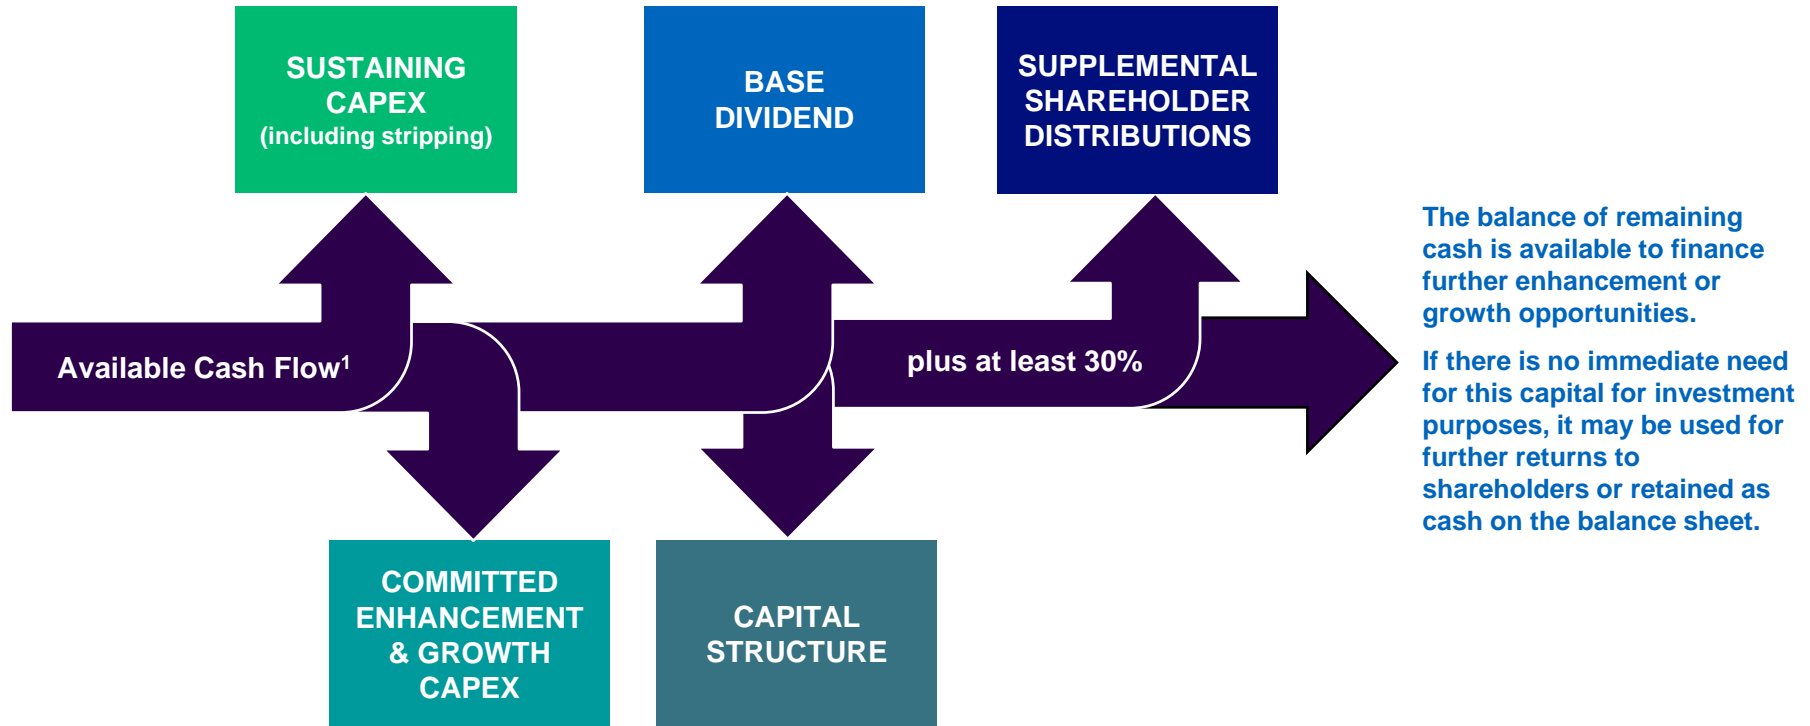 SUSTAINING
CAPEX
(including stripping)
BASE
DIVIDEND
SUPPLEMENTAL
SHAREHOLDER
DISTRIBUTIONS
Available Cash Flow¹
plus at least 30%
The balance of remaining
cash is available to finance
further enhancement or
growth opportunities.
If there is no immediate need
for this capital for investment
purposes, it may be used for
further returns to
shareholders or retained as
cash on the balance sheet.
COMMITTED
ENHANCEMENT
& GROWTH
CAPEX
CAPITAL
STRUCTURE